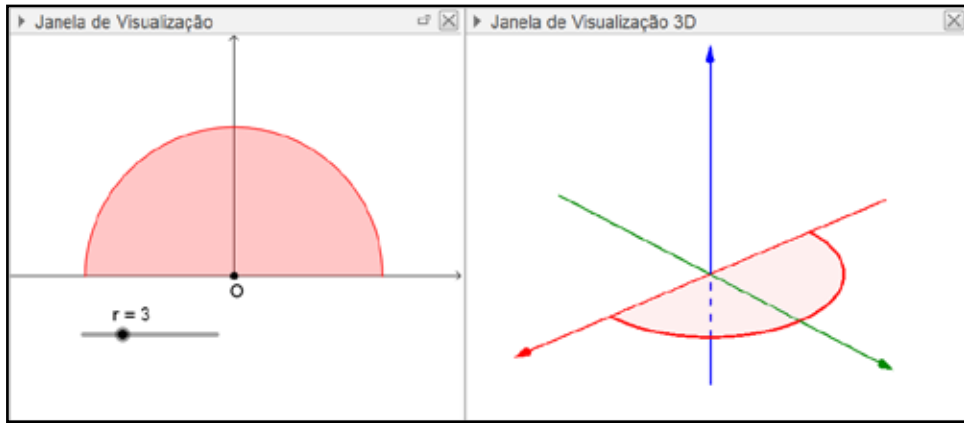 Janela de Visualização
Janela de Visualização 3D
O
r = 3